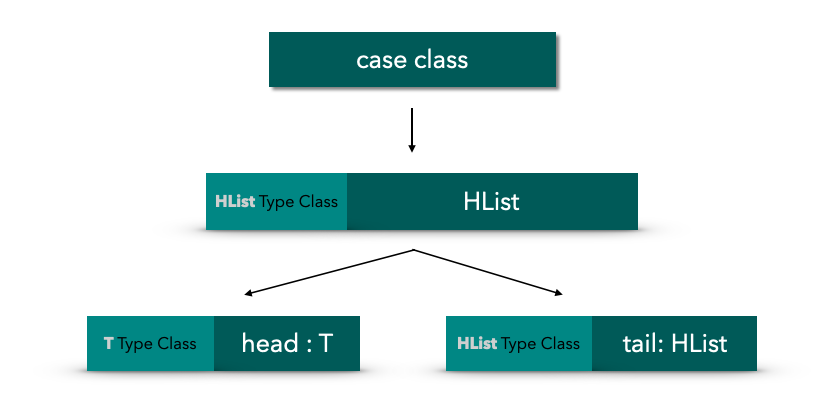 case class
HList Type Class
HList
T Type Class
head : T
HList Type Class
tail: HList